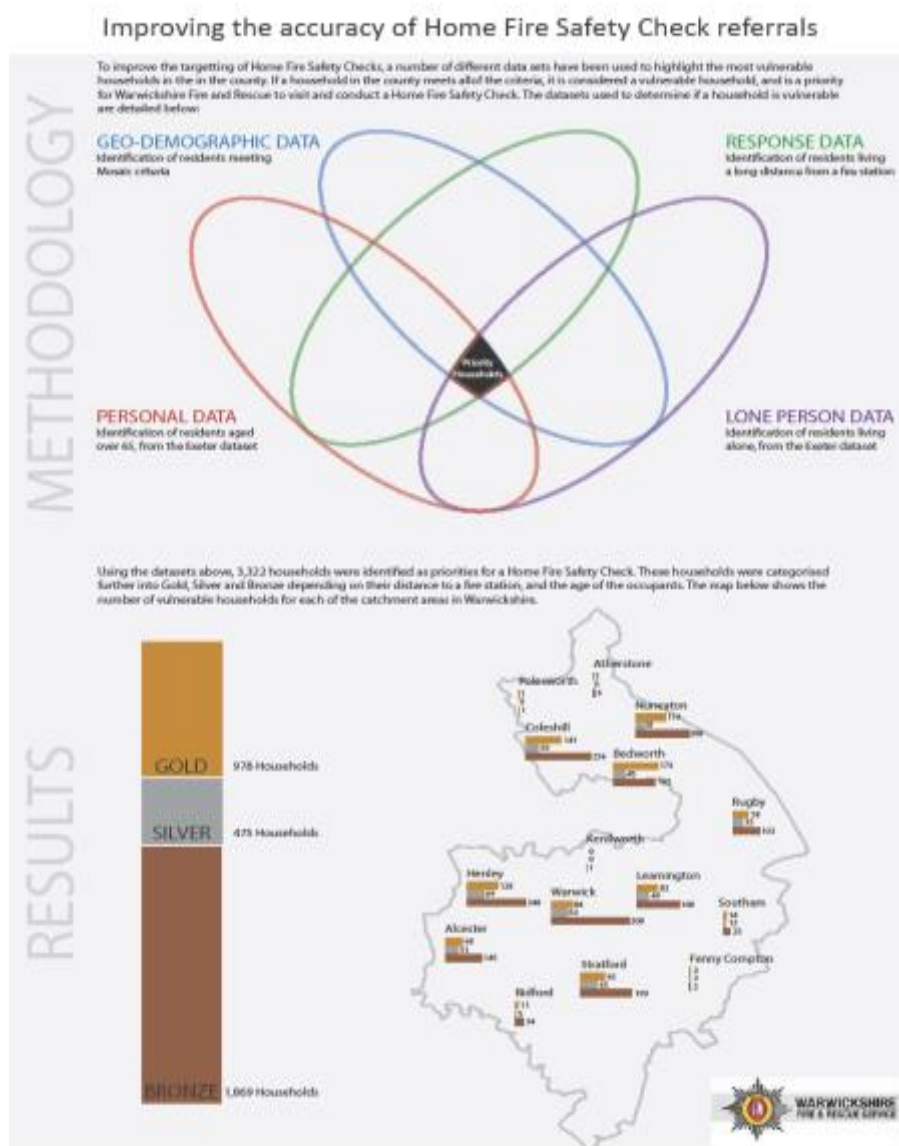 Improving the accuracy of Home Fire Safety Check referrals
METHODOLOGY
To improve the targetting of Home Fire Safety Checks, a number of different data sets have been used to highlight the most vulnerable
households in the in the county. If a household in the county meets allof the criteria, it is considered a vulnerable household, and is a priority
for Warwickshire Fire and Rescue to visit and conduct a Home Fire Safety Check. The datasets used to determine if a household is vulnerable
are detailed below:
GEO-DEMOGRAPHIC DATA
Identification of residents meeting
Mosaic criteria
RESPONSE DATA
Identification of residents living
a long distance from a fire station
Priority
Households
PERSONAL DATA
Identification of residents aged
over 65, from the Exeter dataset
LONE PERSON DATA
Identification of residents living
alone, from the Exeter dataset
RESULTS
Using the datasets above, 3,322 households were identified as priorities for a Home Fire Safety Check. These households were categorised
further into Gold, Silver and Bronze depending on their distance to a fire station, and the age of the occupants. The map below shows the
number of vulnerable households for each of the catchment areas in Warwickshire.
GOLD
978 Households
SILVER
475 Households
BRONZE
1,869 Households
Atherstone
Polesworth
Nuneaton
Coleshill
Bedworth
Rugby
Kenilworth
Henley
Leamington
Warwick
Southam
Alcester
Stratford
Fenny Compton
Bidford
WARWICKSHIRE
FIRE & RESCUE SERVICE